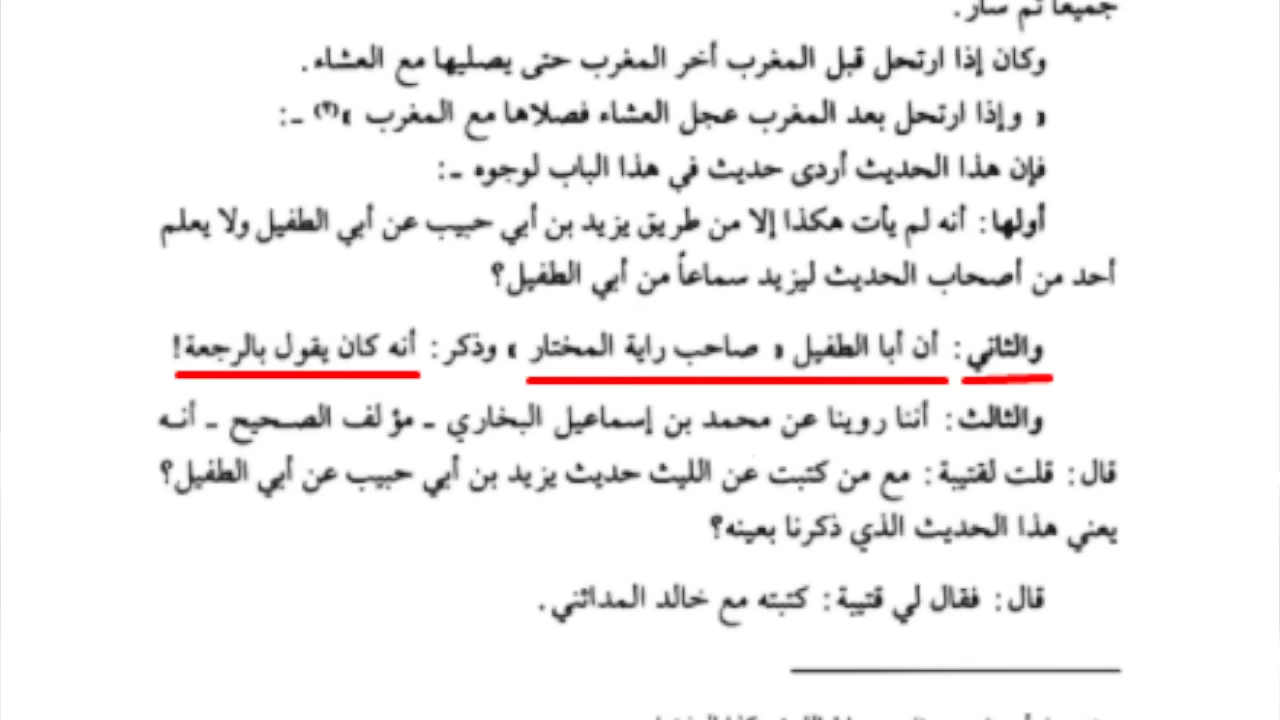 جميعاً ثم سار.
وكان إذا ارتحل قبل المغرب أخر المغرب حتى يصليها مع العشاء.
« وإذا ارتحل بعد المغرب عجل العشاء فصلاها مع المغرب »(٢) ـ:
فإن هذا الحديث أردى حديث في هذا الباب لوجوه ـ:
أولها: أنه لم يأت هكذا إلا من طريق يزيد بن أبي حبيب عن أبي الطفيل ولا يعلم
أحد من أصحاب الحديث ليزيد سماعاً من أبي الطفيل؟
والثاني: أن أبا الطفيل « صاحب راية المختار » وذكر: أنه كان يقول بالرجعة!
والثالث: أننا روينا عن محمد بن إسماعيل البخاري ـ مؤلف الصحيح ـ أنه
قال: قلت لقتيبة: مع من كتبت عن الليث حديث يزيد بن أبي حبيب عن أبي الطفيل؟
يعني هذا الحديث الذي ذكرنا بعينه؟
قال: فقال لي قتيبة: كتبته مع خالد المدائني.